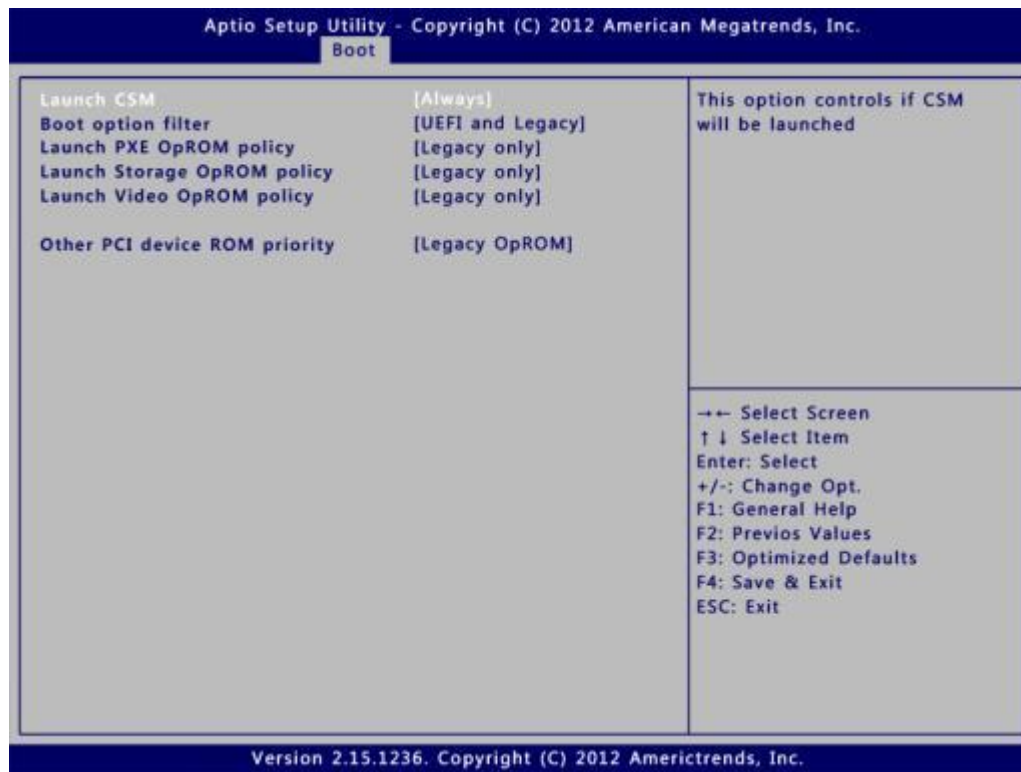 Aptio Setup Utility - Copyright (C) 2012 American Megatrends, Inc.
Boot
Launch CSM [Always]
Boot option filter [UEFI and Legacy]
Launch PXE OpROM policy [Legacy only]
Launch Storage OpROM policy [Legacy only]
Launch Video OpROM policy [Legacy only]
Other PCI device ROM priority [Legacy OpROM]
This option controls if CSM
will be launched
→← Select Screen
↑↓ Select Item
Enter: Select
+/-: Change Opt.
F1: General Help
F2: Previos Values
F3: Optimized Defaults
F4: Save & Exit
ESC: Exit
Version 2.15.1236. Copyright (C) 2012 Americtrends, Inc.